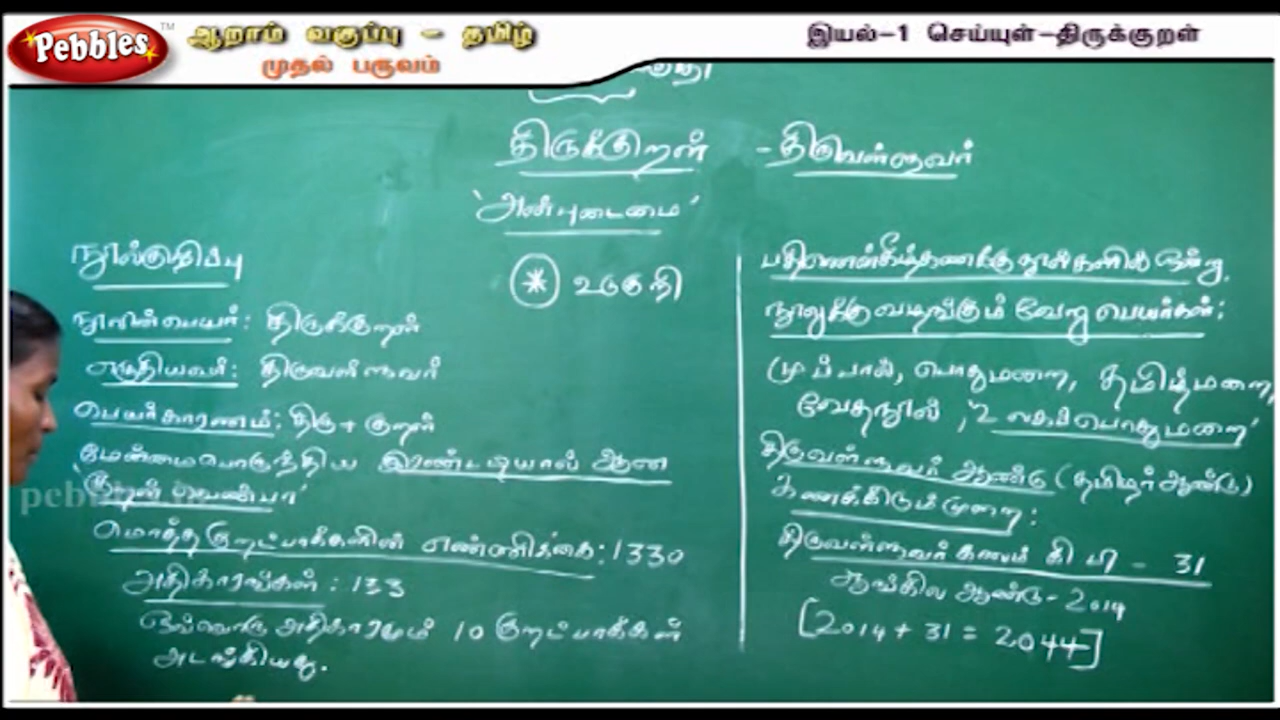 Pebbles™
ஆறாம் வகுப்பு – தமிழ்
முதல் பருவம்
இயல்-1 செய்யுள்-திருக்குறள்
திருக்குறள் - திருவள்ளுவர்
'அன்புடைமை'
நூல்குறிப்பு
நூலின்பெயர்: திருக்குறள்
எழுதியவர்: திருவள்ளுவர்
பெயர்காரணம்: திரு + குறள்
மேன்மைபொருந்திய இரண்டடியால் ஆன
'குறள் வெண்பா'
மொத்த குறட்பாக்களின் எண்ணிக்கை: 1330
அதிகாரங்கள் : 133
ஒவ்வொரு அதிகாரமும் 10 குறட்பாக்கள்
அடங்கியது.
பதினெண்கீழ்கணக்கு நூல்களில் ஒன்று.
நூலுக்கு வழங்கும் வேறு பெயர்கள்:
முப்பால், பொதுமறை, தமிழ்மறை,
வேதநூல், 'உலகப்பொதுமறை'
திருவள்ளுவர் ஆண்டு (தமிழர் ஆண்டு)
கணக்கிடும் முறை:
திருவள்ளுவர் காலம் கி பி - 31
ஆங்கில ஆண்டு - 2014
[2014 + 31 = 2044]
pebbles